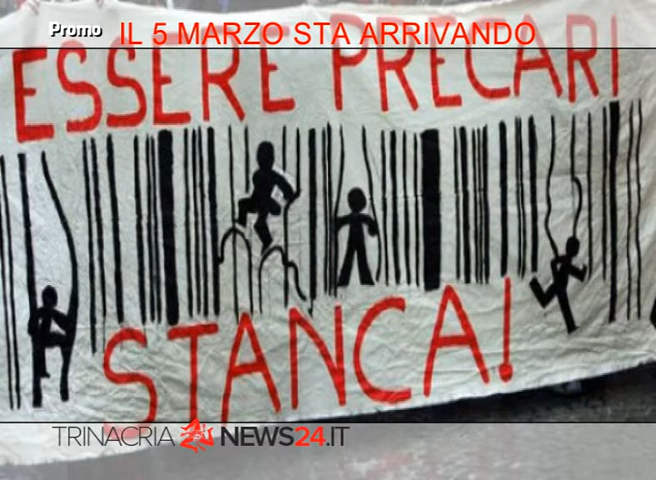 Promo IL 5 MARZO STA ARRIVANDO
ESSERE PRECARI
STANCA!
TRINACRIA NEWS24.IT